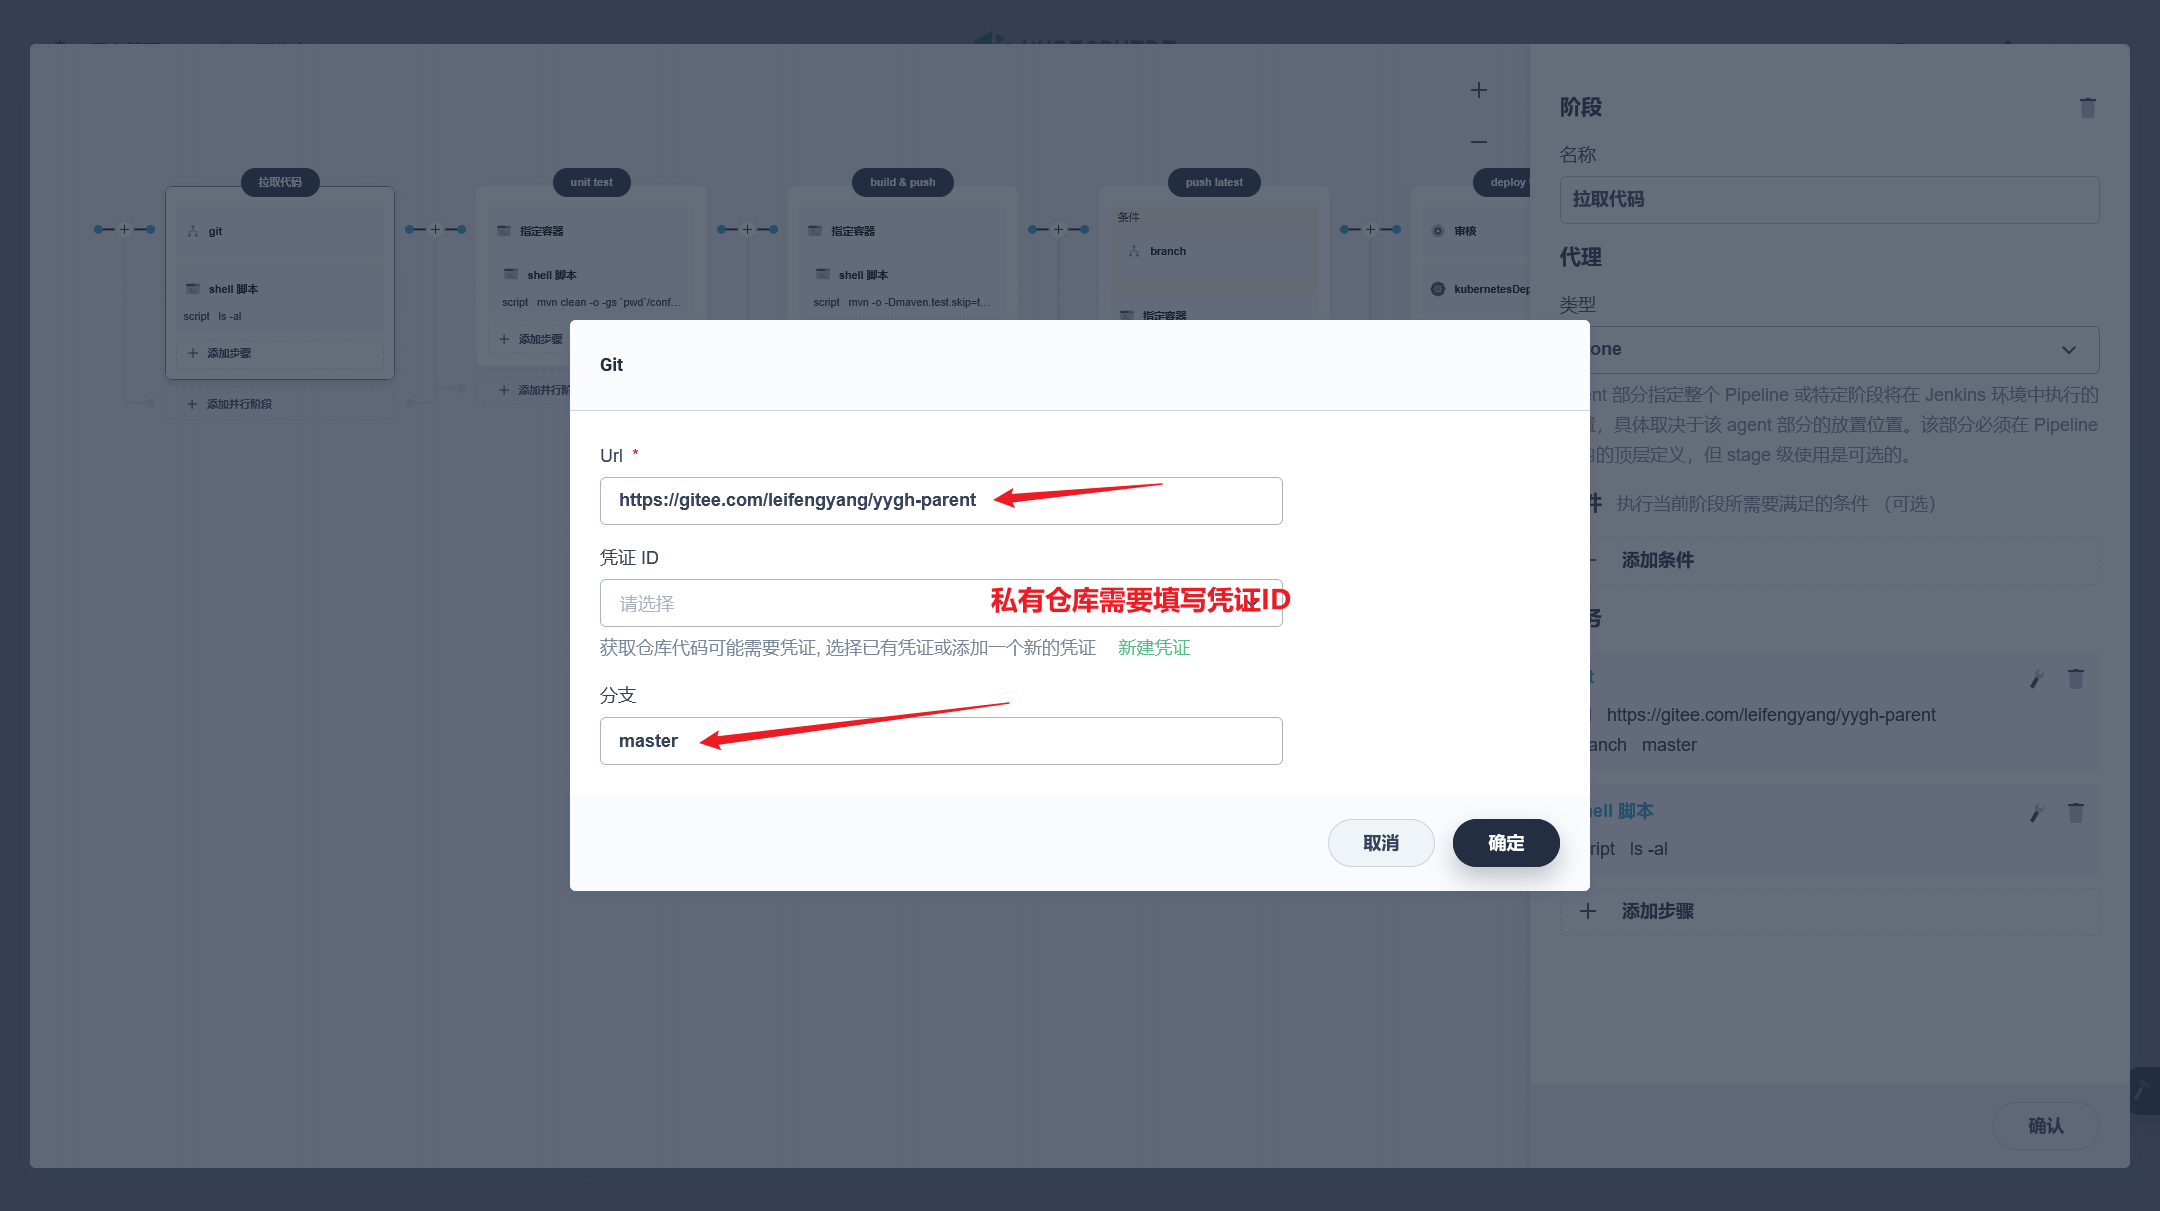 拉取代码
git
shell 脚本
script ls -al
添加步骤
添加并行阶段
unit test
指定容器
shell 脚本
script mvn clean -o -gs `pwd`/conf...
添加步骤
添加并行阶
build & push
指定容器
shell 脚本
script mvn -o -Dmaven.test.skip=t...
push latest
条件
branch
指定容器
deploy
审核
kubernetesDep
Git
Url *
https://gitee.com/leifengyang/yygh-parent
凭证 ID
请选择
私有仓库需要填写凭证ID
获取仓库代码可能需要凭证, 选择已有凭证或添加一个新的凭证 新建凭证
分支
master
取消
确定
阶段
名称
拉取代码
代理
类型
one
nt 部分指定整个 Pipeline 或特定阶段将在 Jenkins 环境中执行的
置，具体取决于该 agent 部分的放置位置。该部分必须在 Pipeline
的顶层定义，但 stage 级使用是可选的。
件 执行当前阶段所需要满足的条件 （可选）
添加条件
务
t
https://gitee.com/leifengyang/yygh-parent
anch master
ell 脚本
ript ls -al
添加步骤
确认